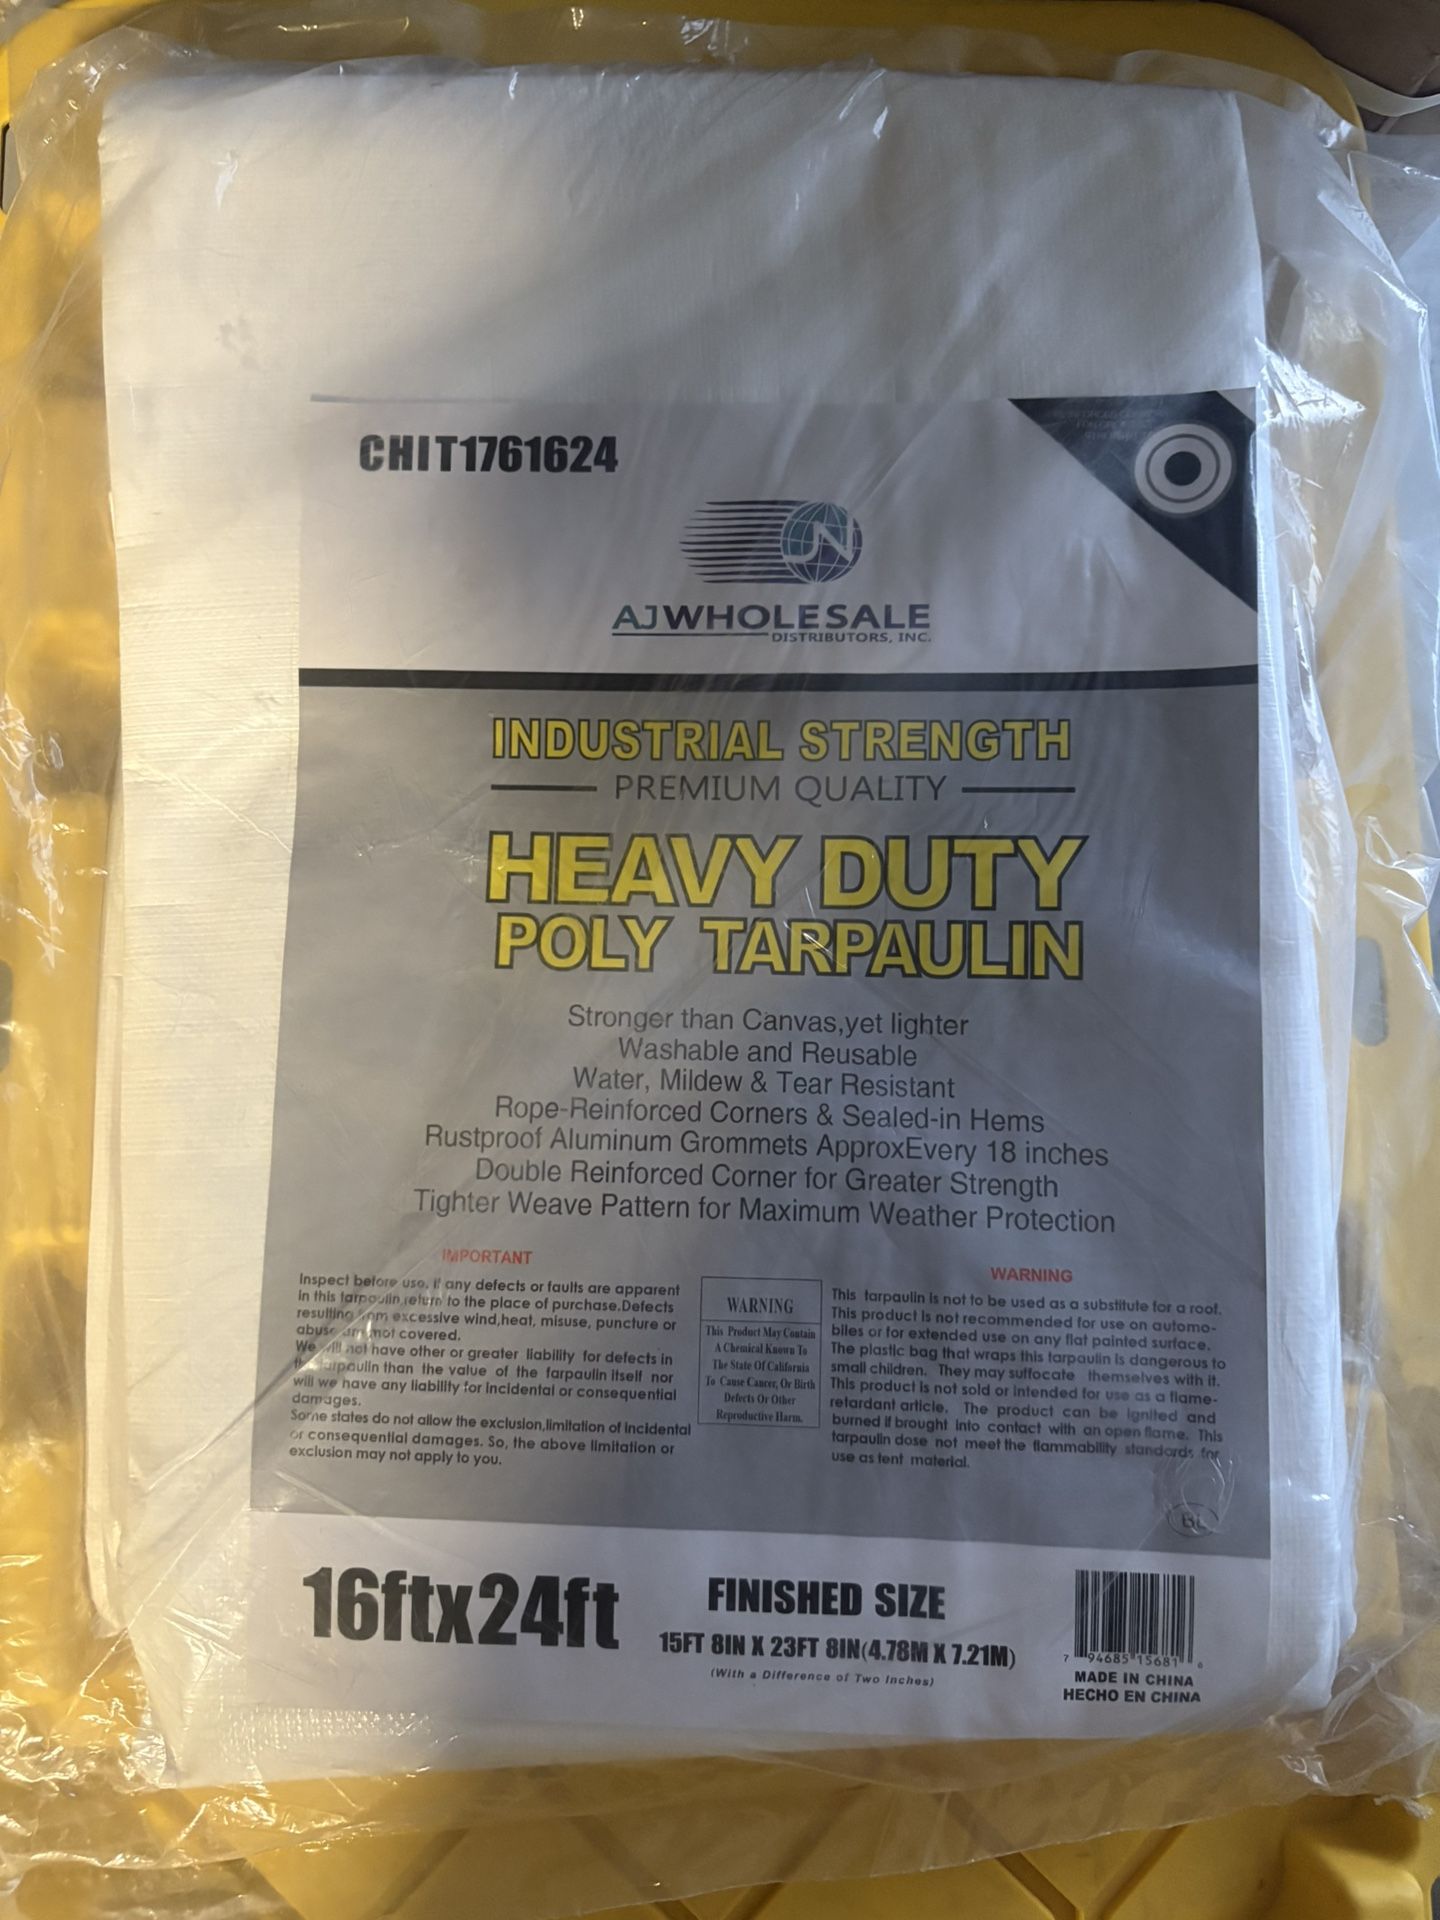 CHIT1761624
JN
AJWHOLESALE
DISTRIBUTORS, INC.
INDUSTRIAL STRENGTH
PREMIUM QUALITY
HEAVY DUTY
POLY TARPAULIN
Stronger than Canvas,yet lighter
Washable and Reusable
Water, Mildew & Tear Resistant
Rope-Reinforced Corners & Sealed-in Hems
Rustproof Aluminum Grommets ApproxEvery 18 inches
Double Reinforced Corner for Greater Strength
Tighter Weave Pattern for Maximum Weather Protection
IMPORTANT
Inspect before use, if any defects or faults are apparent
in this tarpaulin,return to the place of purchase.Defects
resulting from excessive wind,heat, misuse, puncture or
abuse are not covered.
We will not have other or greater liability for defects in
the tarpaulin than the value of the tarpaulin itself nor
will we have any liability for incidental or consequential
damages.
Some states do not allow the exclusion,limitation of incidental
or consequential damages. So, the above limitation or
exclusion may not apply to you.
WARNING
This Product May Contain
A Chemical Known To
The State Of California
To Cause Cancer, Or Birth
Defects Or Other
Reproductive Harm.
WARNING
This tarpaulin is not to be used as a substitute for a roof.
This product is not recommended for use on automo-
biles or for extended use on any flat painted surface.
The plastic bag that wraps this tarpaulin is dangerous to
small children. They may suffocate themselves with it.
This product is not sold or intended for use as a flame-
retardant article. The product can be ignited and
burned if brought into contact with an open flame. This
tarpaulin dose not meet the flammability standards for
use as tent material.
BL
16ftx24ft
FINISHED SIZE
15FT 8IN X 23FT 8IN(4.78M X 7.21M)
(With a Difference of Two Inches)
7 94685 15681 6
MADE IN CHINA
HECHO EN CHINA